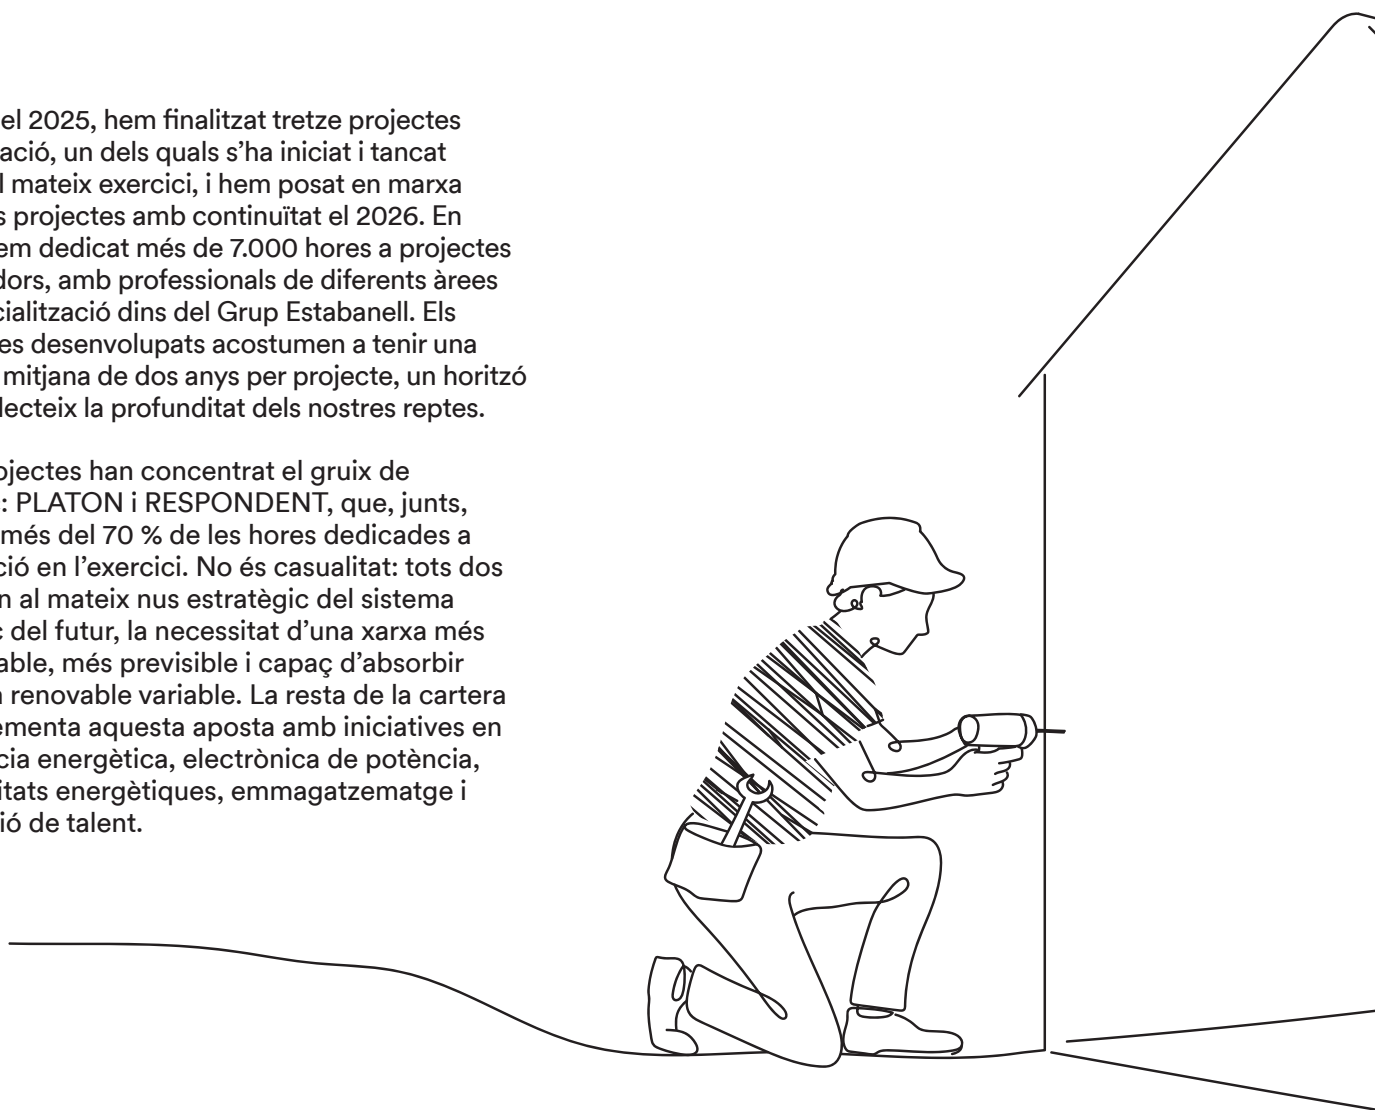 el 2025, hem finalitzat tretze projectes
ació, un dels quals s’ha iniciat i tancat
l mateix exercici, i hem posat en marxa
s projectes amb continuïtat el 2026. En
em dedicat més de 7.000 hores a projectes
dors, amb professionals de diferents àrees
cialització dins del Grup Estabanell. Els
es desenvolupats acostumen a tenir una
mitjana de dos anys per projecte, un horitzó
lecteix la profunditat dels nostres reptes.
ojectes han concentrat el gruix de
: PLATON i RESPONDENT, que, junts,
més del 70 % de les hores dedicades a
ció en l’exercici. No és casualitat: tots dos
n al mateix nus estratègic del sistema
c del futur, la necessitat d’una xarxa més
able, més previsible i capaç d’absorbir
a renovable variable. La resta de la cartera
ementa aquesta aposta amb iniciatives en
cia energètica, electrònica de potència,
itats energètiques, emmagatzematge i
ió de talent.